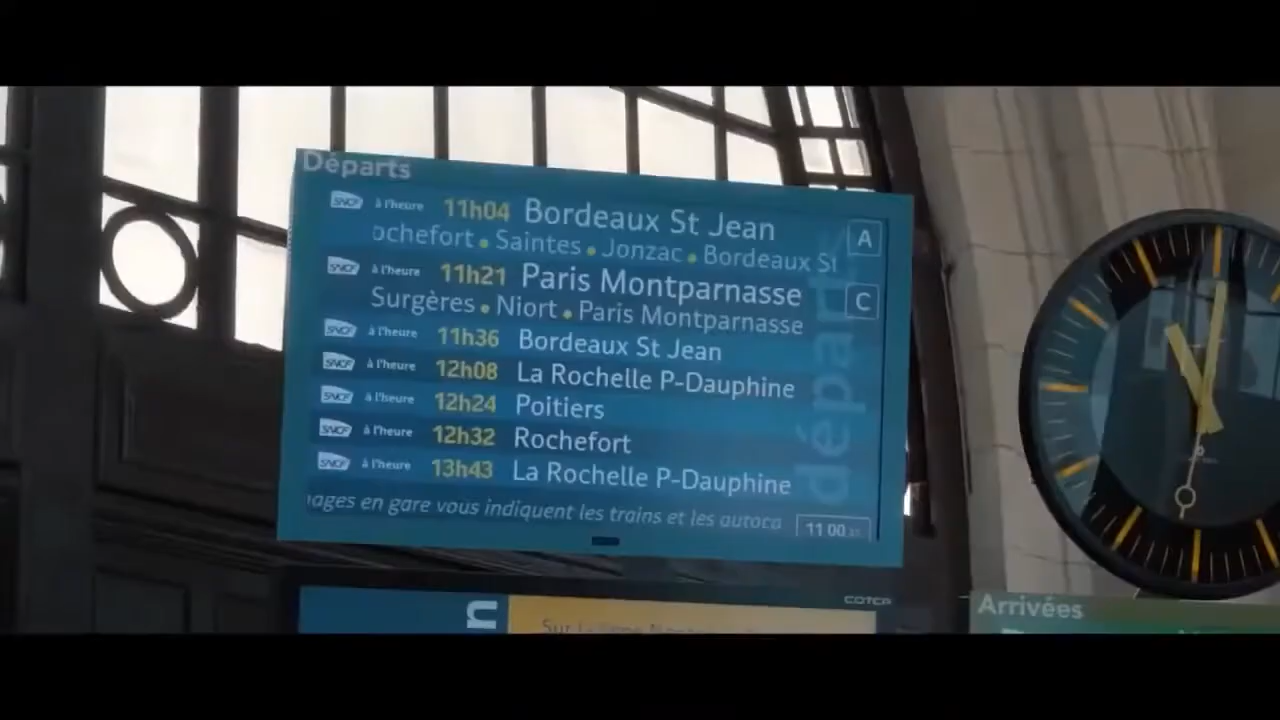 Départs
SNCF à l'heure 11h04 Bordeaux St Jean A
ochefort • Saintes • Jonzac • Bordeaux St
SNCF à l'heure 11h21 Paris Montparnasse C
Surgères • Niort • Paris Montparnasse
SNCF à l'heure 11h36 Bordeaux St Jean
SNCF à l'heure 12h08 La Rochelle P-Dauphine
SNCF à l'heure 12h24 Poitiers
SNCF à l'heure 12h32 Rochefort
SNCF à l'heure 13h43 La Rochelle P-Dauphine
départs
ages en gare vous indiquent les trains et les autoca 11 00
Arrivées
Sur